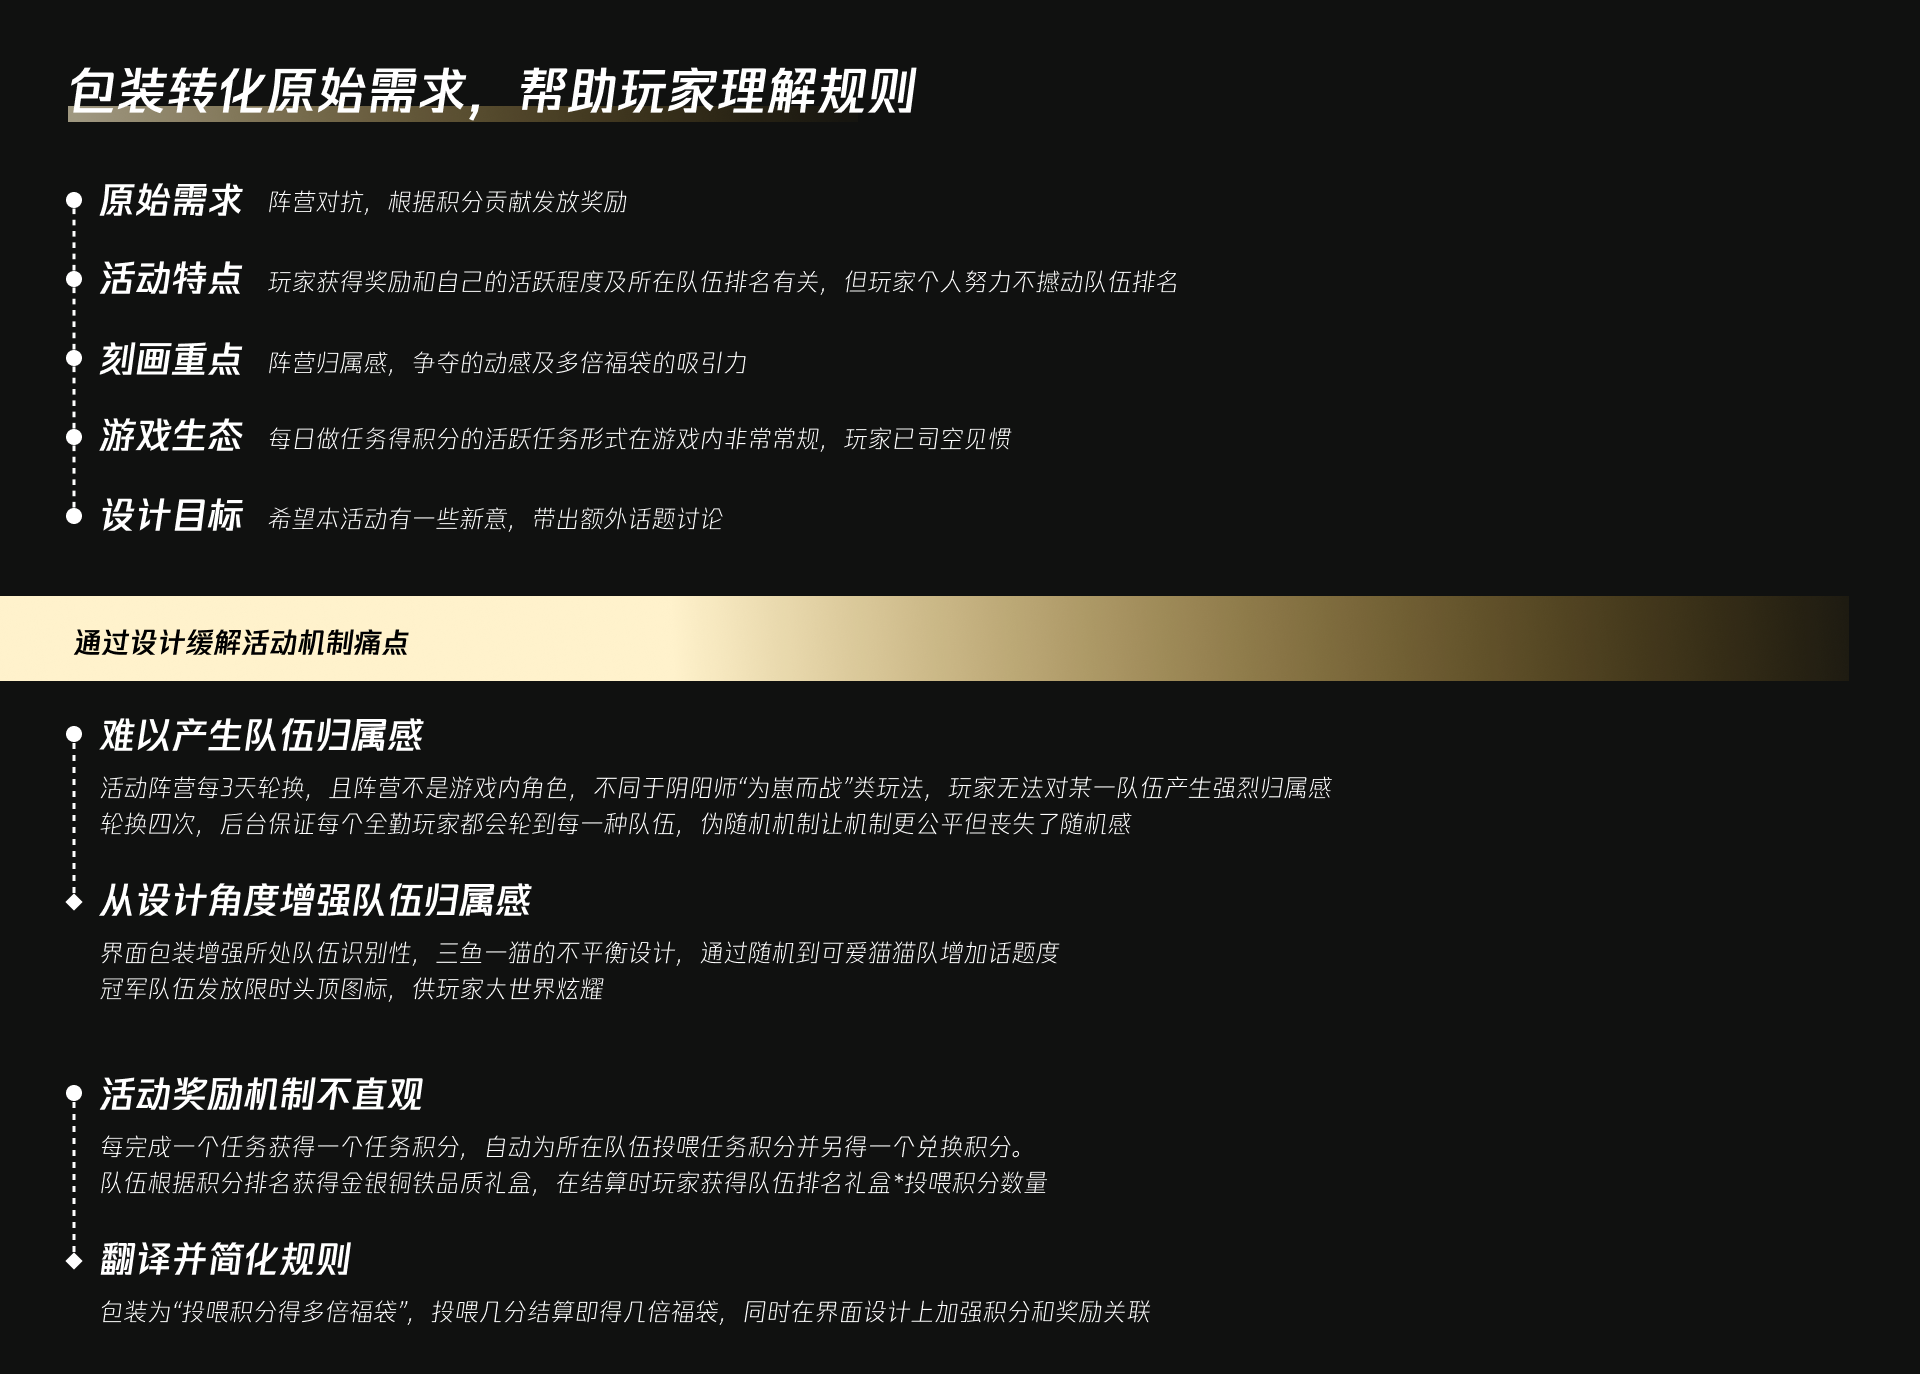 包装转化原始需求，帮助玩家理解规则
原始需求 阵营对抗，根据积分贡献发放奖励
活动特点 玩家获得奖励和自己的活跃程度及所在队伍排名有关，但玩家个人努力不撼动队伍排名
刻画重点 阵营归属感，争夺的动感及多倍福袋的吸引力
游戏生态 每日做任务得积分的活跃任务形式在游戏内非常常规，玩家已司空见惯
设计目标 希望本活动有一些新意，带出额外话题讨论
通过设计缓解活动机制痛点
难以产生队伍归属感
活动阵营每3天轮换，且阵营不是游戏内角色，不同于阴阳师“为崽而战”类玩法，玩家无法对某一队伍产生强烈归属感
轮换四次，后台保证每个全勤玩家都会轮到每一种队伍，伪随机机制让机制更公平但丧失了随机感
从设计角度增强队伍归属感
界面包装增强所处队伍识别性，三鱼一猫的不平衡设计，通过随机到可爱猫猫队增加话题度
冠军队伍发放限时头顶图标，供玩家大世界炫耀
活动奖励机制不直观
每完成一个任务获得一个任务积分，自动为所在队伍投喂任务积分并另得一个兑换积分。
队伍根据积分排名获得金银铜铁品质礼盒，在结算时玩家获得队伍排名礼盒*投喂积分数量
翻译并简化规则
包装为“投喂积分得多倍福袋”，投喂几分结算即得几倍福袋，同时在界面设计上加强积分和奖励关联